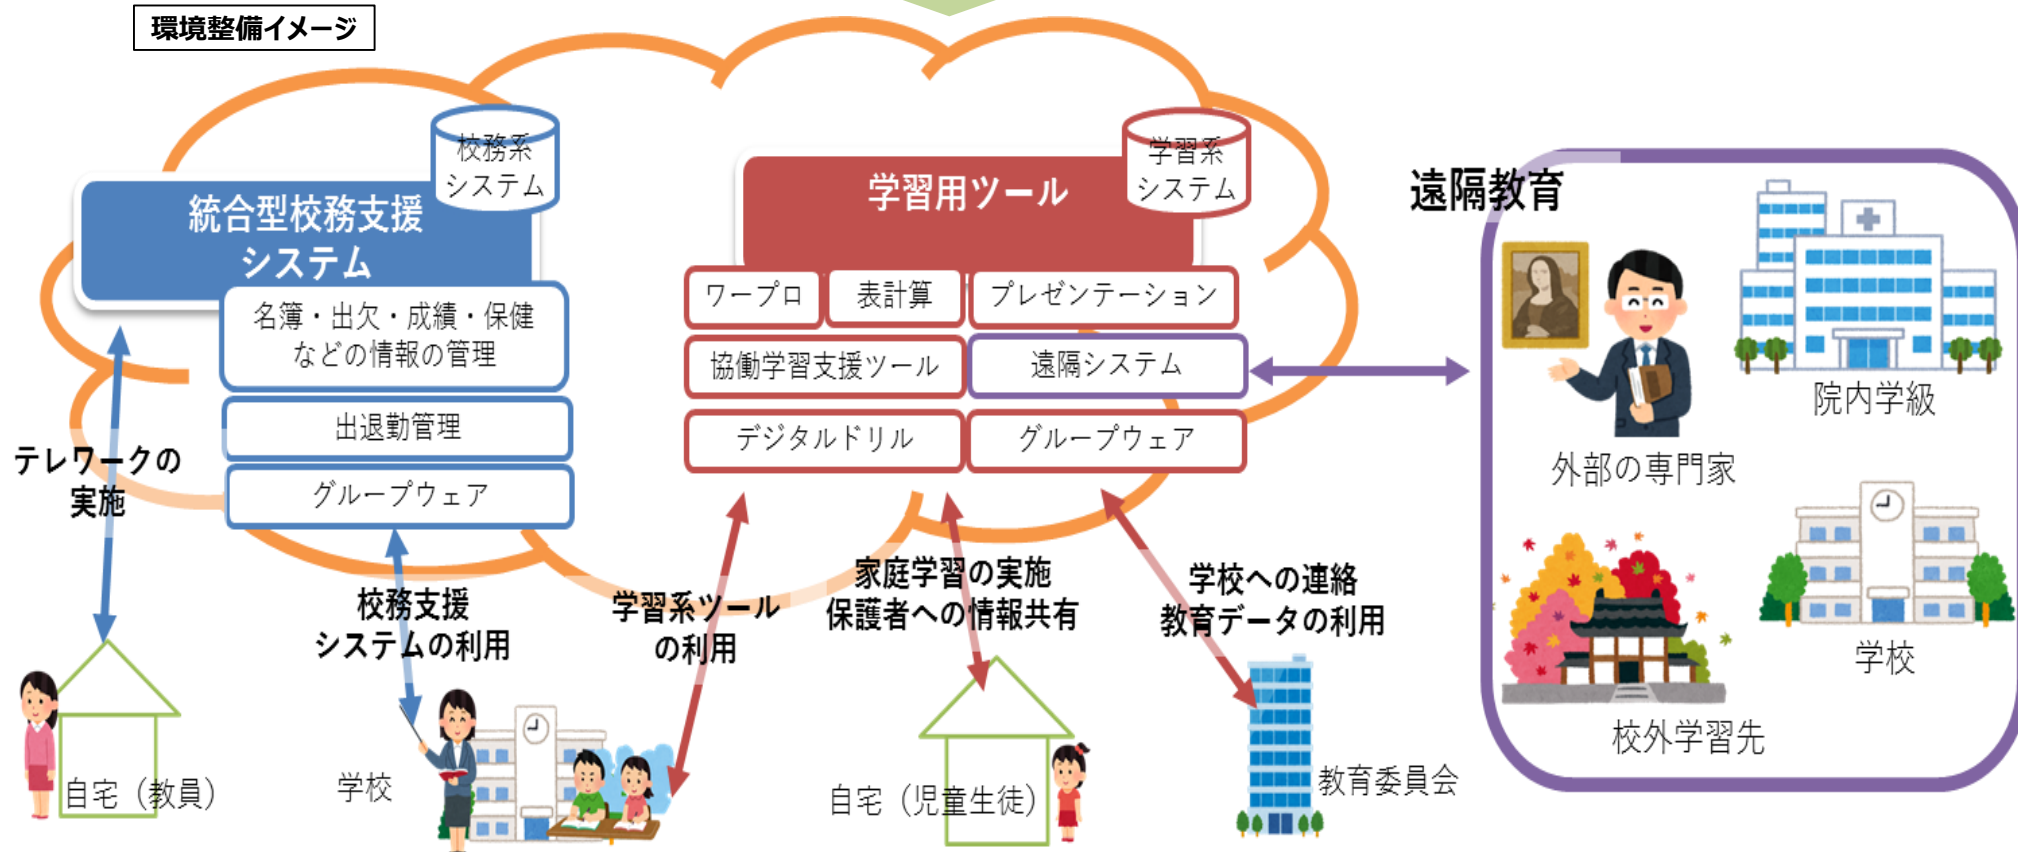 環境整備イメージ
校務系
システム
統合型校務支援
システム
名簿・出欠・成績・保健
などの情報の管理
出退勤管理
グループウェア
学習系
システム
学習用ツール
ワープロ
表計算
プレゼンテーション
協働学習支援ツール
遠隔システム
デジタルドリル
グループウェア
遠隔教育
院内学級
外部の専門家
学校
校外学習先
テレワークの
実施
校務支援
システムの利用
学習系ツール
の利用
家庭学習の実施
保護者への情報共有
学校への連絡
教育データの利用
自宅（教員）
学校
自宅（児童生徒）
教育委員会